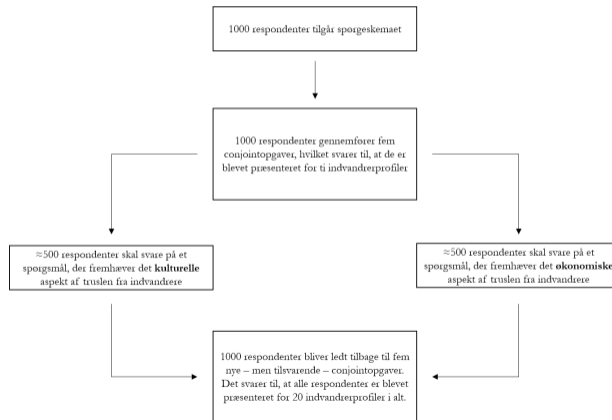 1000 respondenter tilgår spørgeskemaet
1000 respondenter gennemfører fem
conjointopgaver, hvilket svarer til, at de er
blevet præsenteret for ti indvandrerprofiler
≈500 respondenter skal svare på et
spørgsmål, der fremhæver det kulturelle
aspekt af truslen fra indvandrere
≈500 respondenter skal svare på et
spørgsmål, der fremhæver det økonomiske
aspekt af truslen fra indvandrere
1000 respondenter bliver ledt tilbage til fem
nye – men tilsvarende – conjointopgaver.
Det svarer til, at alle respondenter er blevet
præsenteret for 20 indvandrerprofiler i alt.